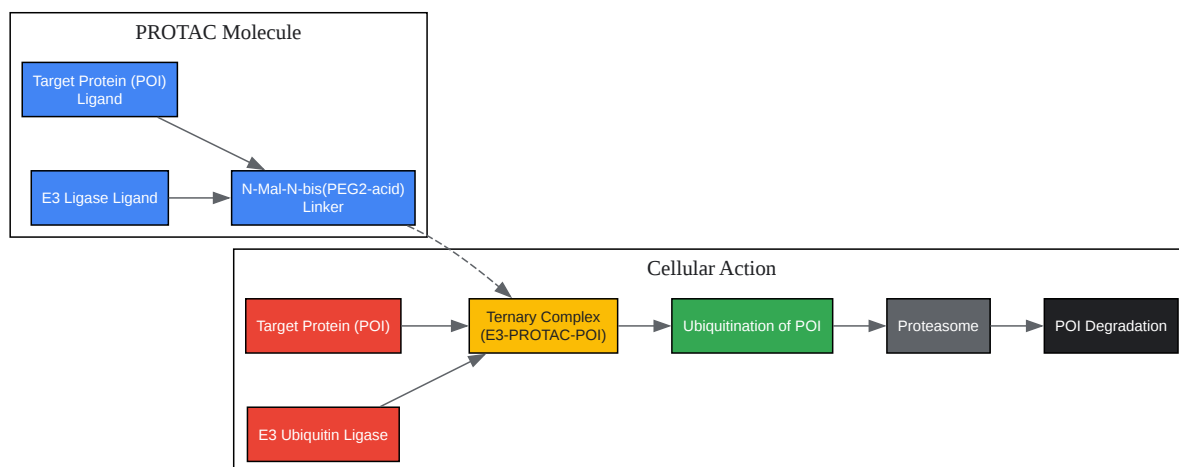 PROTAC Molecule
Target Protein (POI)
Ligand
E3 Ligase Ligand
N-Mal-N-bis(PEG2-acid)
Linker
Cellular Action
Target Protein (POI)
Ternary Complex
(E3-PROTAC-POI)
Ubiquitination of POI
Proteasome
POI Degradation
E3 Ubiquitin Ligase